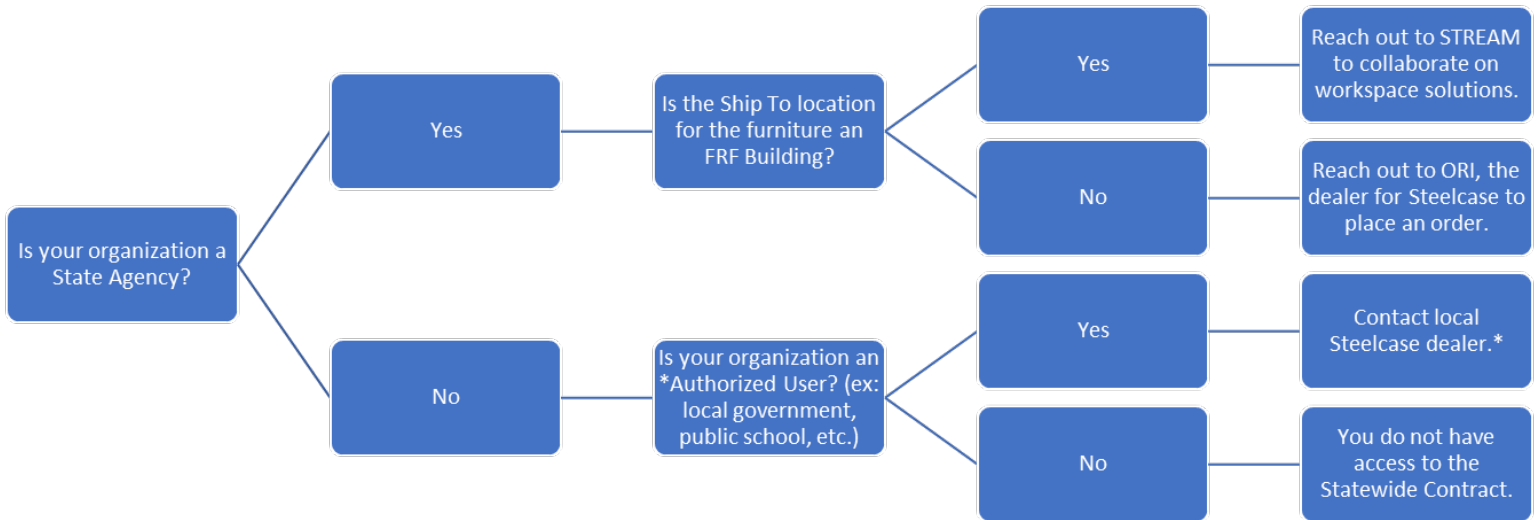 Is your organization a
State Agency?
Yes
Is the Ship To location
for the furniture an
FRF Building?
Yes
Reach out to STREAM
to collaborate on
workspace solutions.
No
Reach out to ORI, the
dealer for Steelcase to
place an order.
No
Is your organization an
*Authorized User? (ex:
local government,
public school, etc.)
Yes
Contact local
Steelcase dealer.*
No
You do not have
access to the
Statewide Contract.